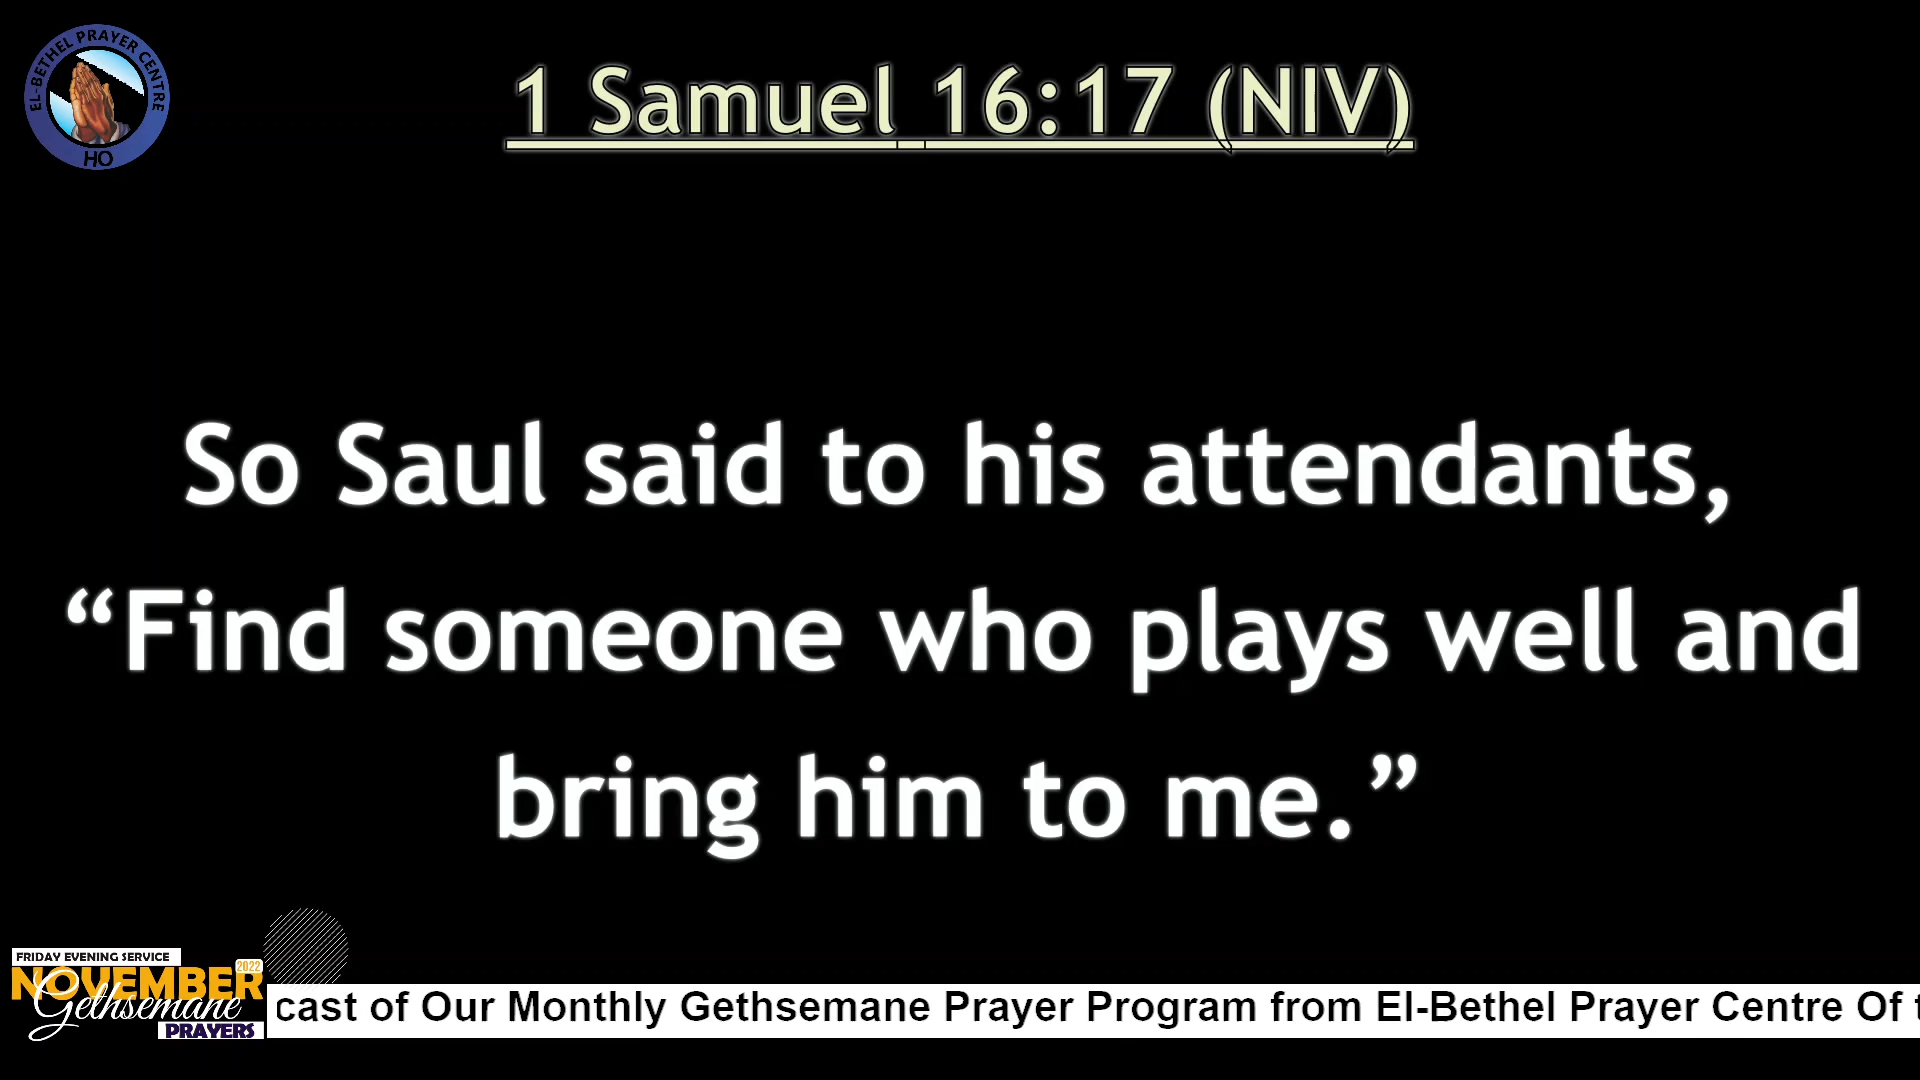 EL-BETHEL PRAYER CENTRE
HO
1 Samuel 16:17 (NIV)
So Saul said to his attendants,
“Find someone who plays well and
bring him to me.”
FRIDAY EVENING SERVICE
2022
NOVEMBER
Gethsemane
PRAYERS
cast of Our Monthly Gethsemane Prayer Program from El-Bethel Prayer Centre Of t